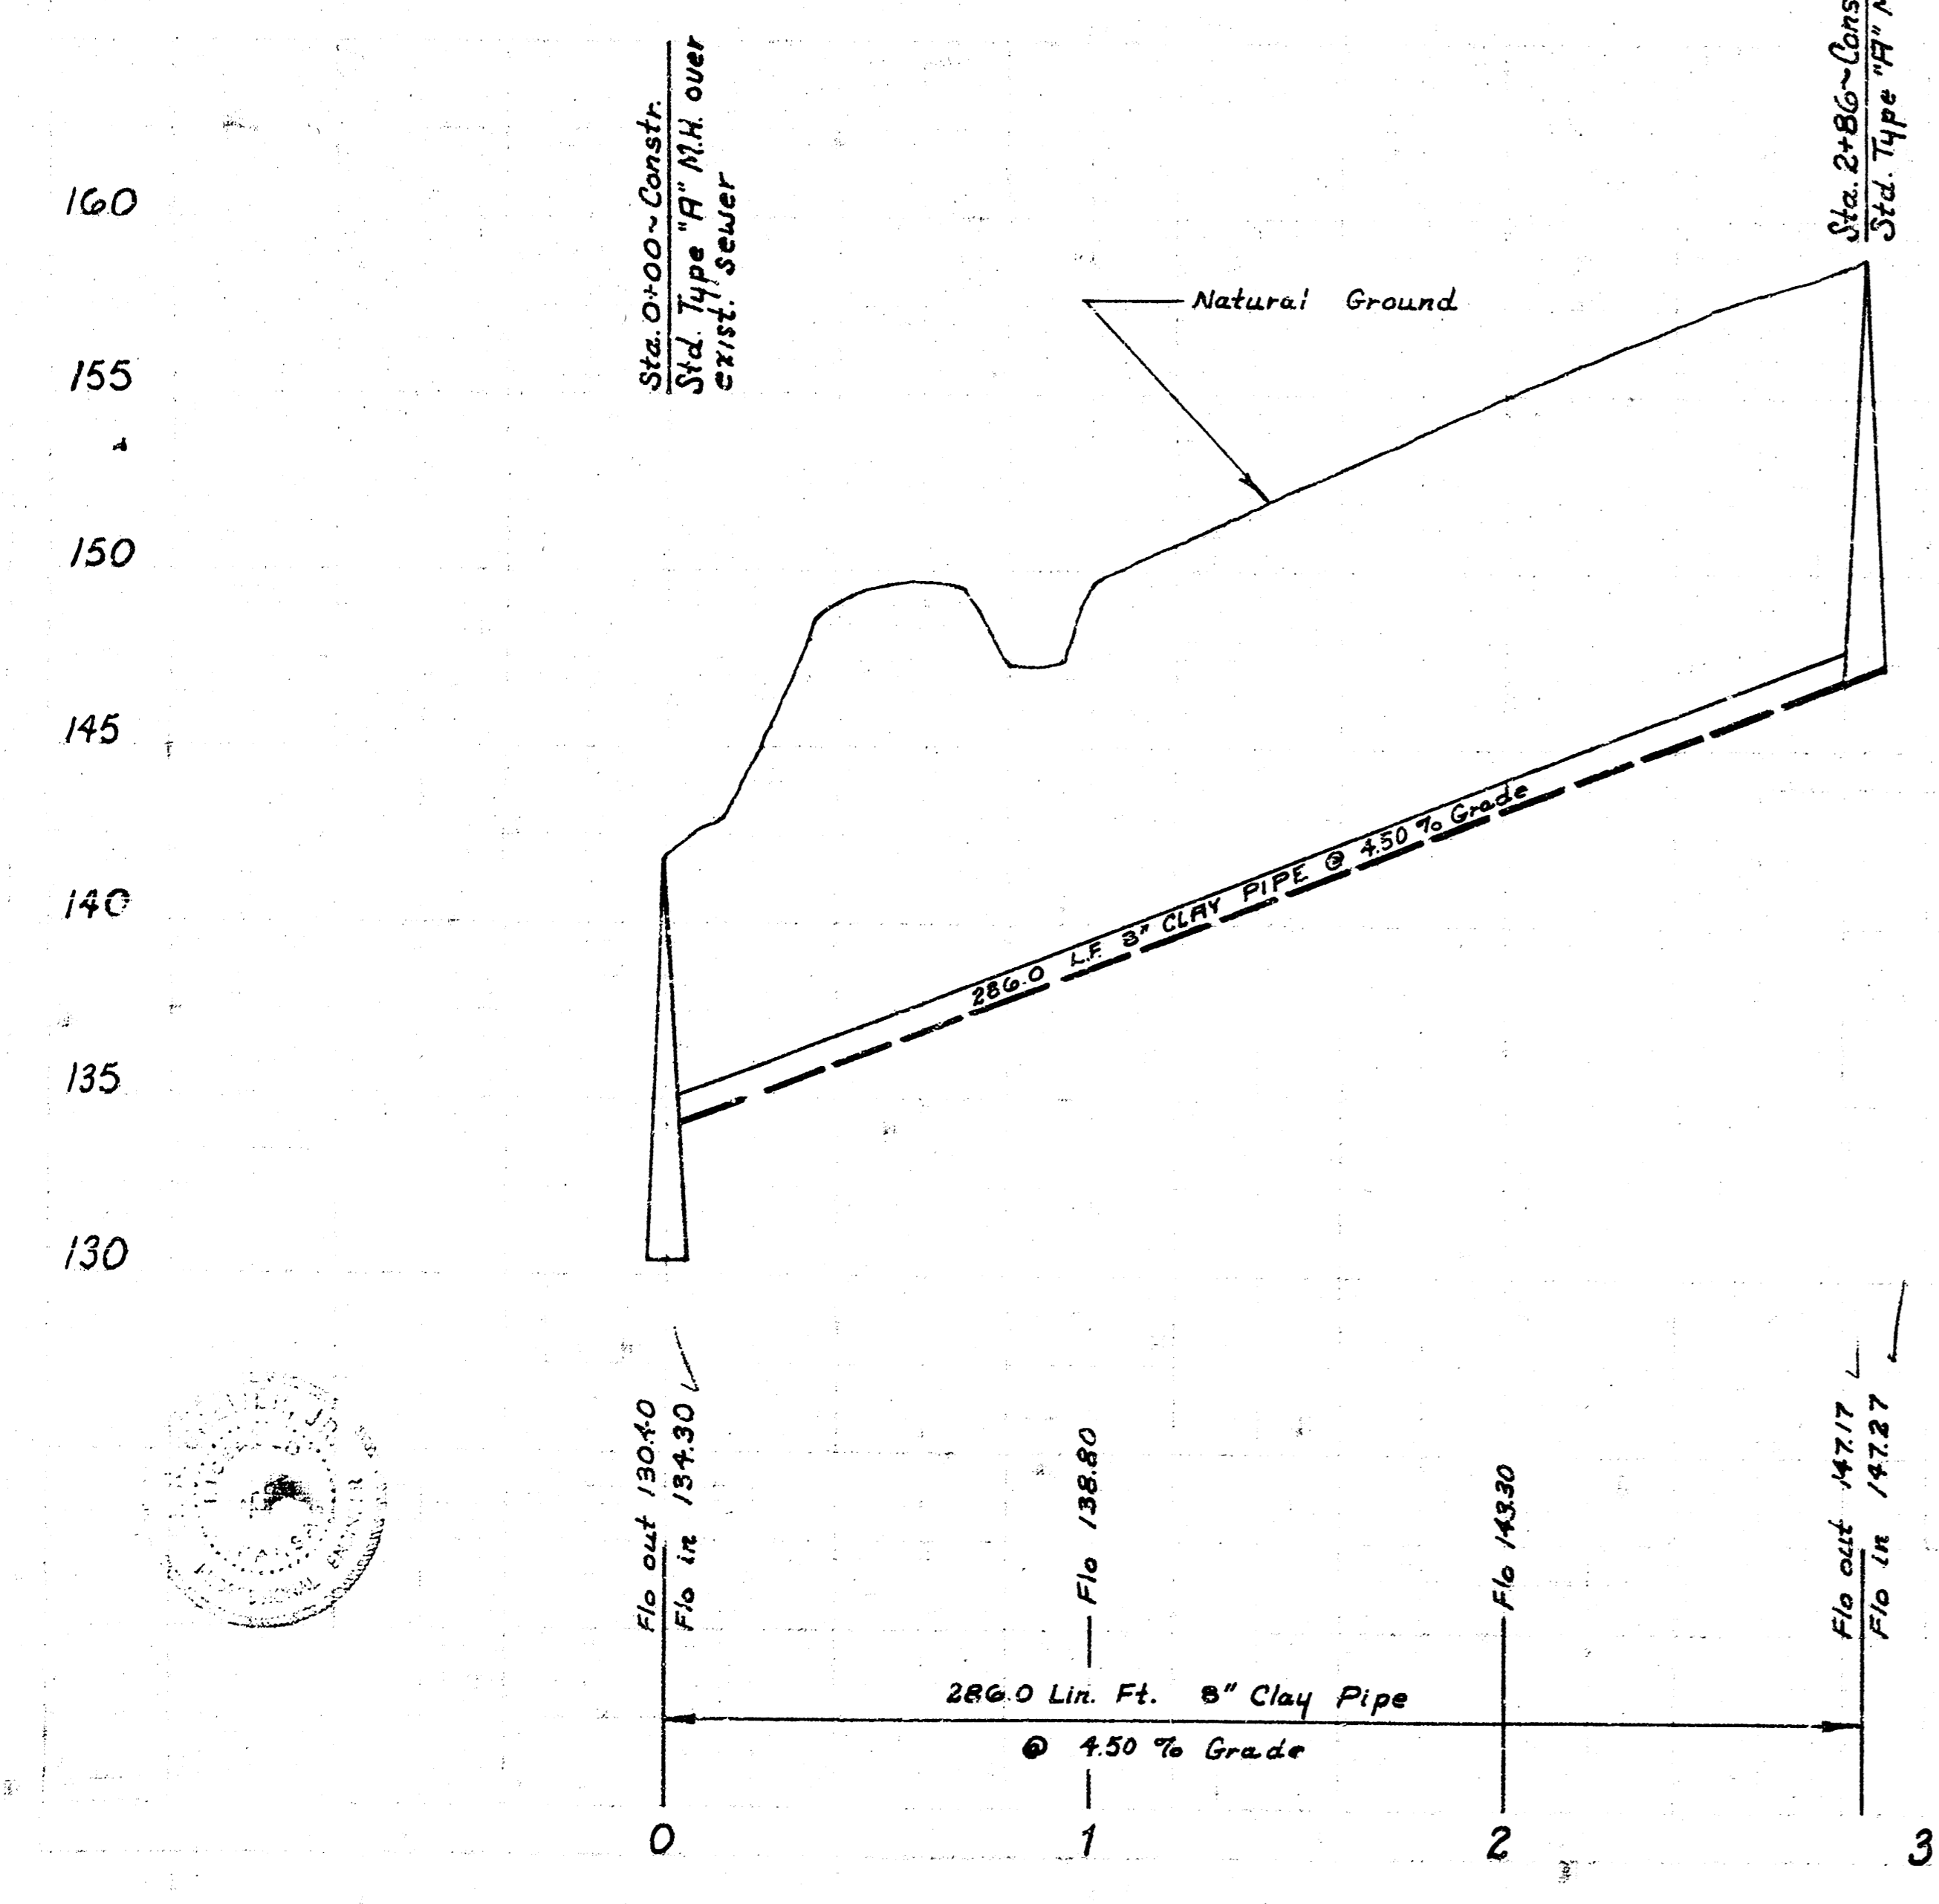 Sta. 0+00~Constr.
Std. Type "A" M.H. over
exist. sewer
Sta. 2+86~Cons
Std. Type "A"
160
155
150
145
140
135
130
Natural Ground
286.0 L.F. 8" CLAY PIPE @ 4.50 % Grade
Flo out 130.40
Flo in 134.30
Flo 138.80
Flo 143.30
Flo out 147.17
Flo in 147.27
286.0 Lin. Ft. 8" Clay Pipe
@ 4.50 % Grade
0
1
2
3